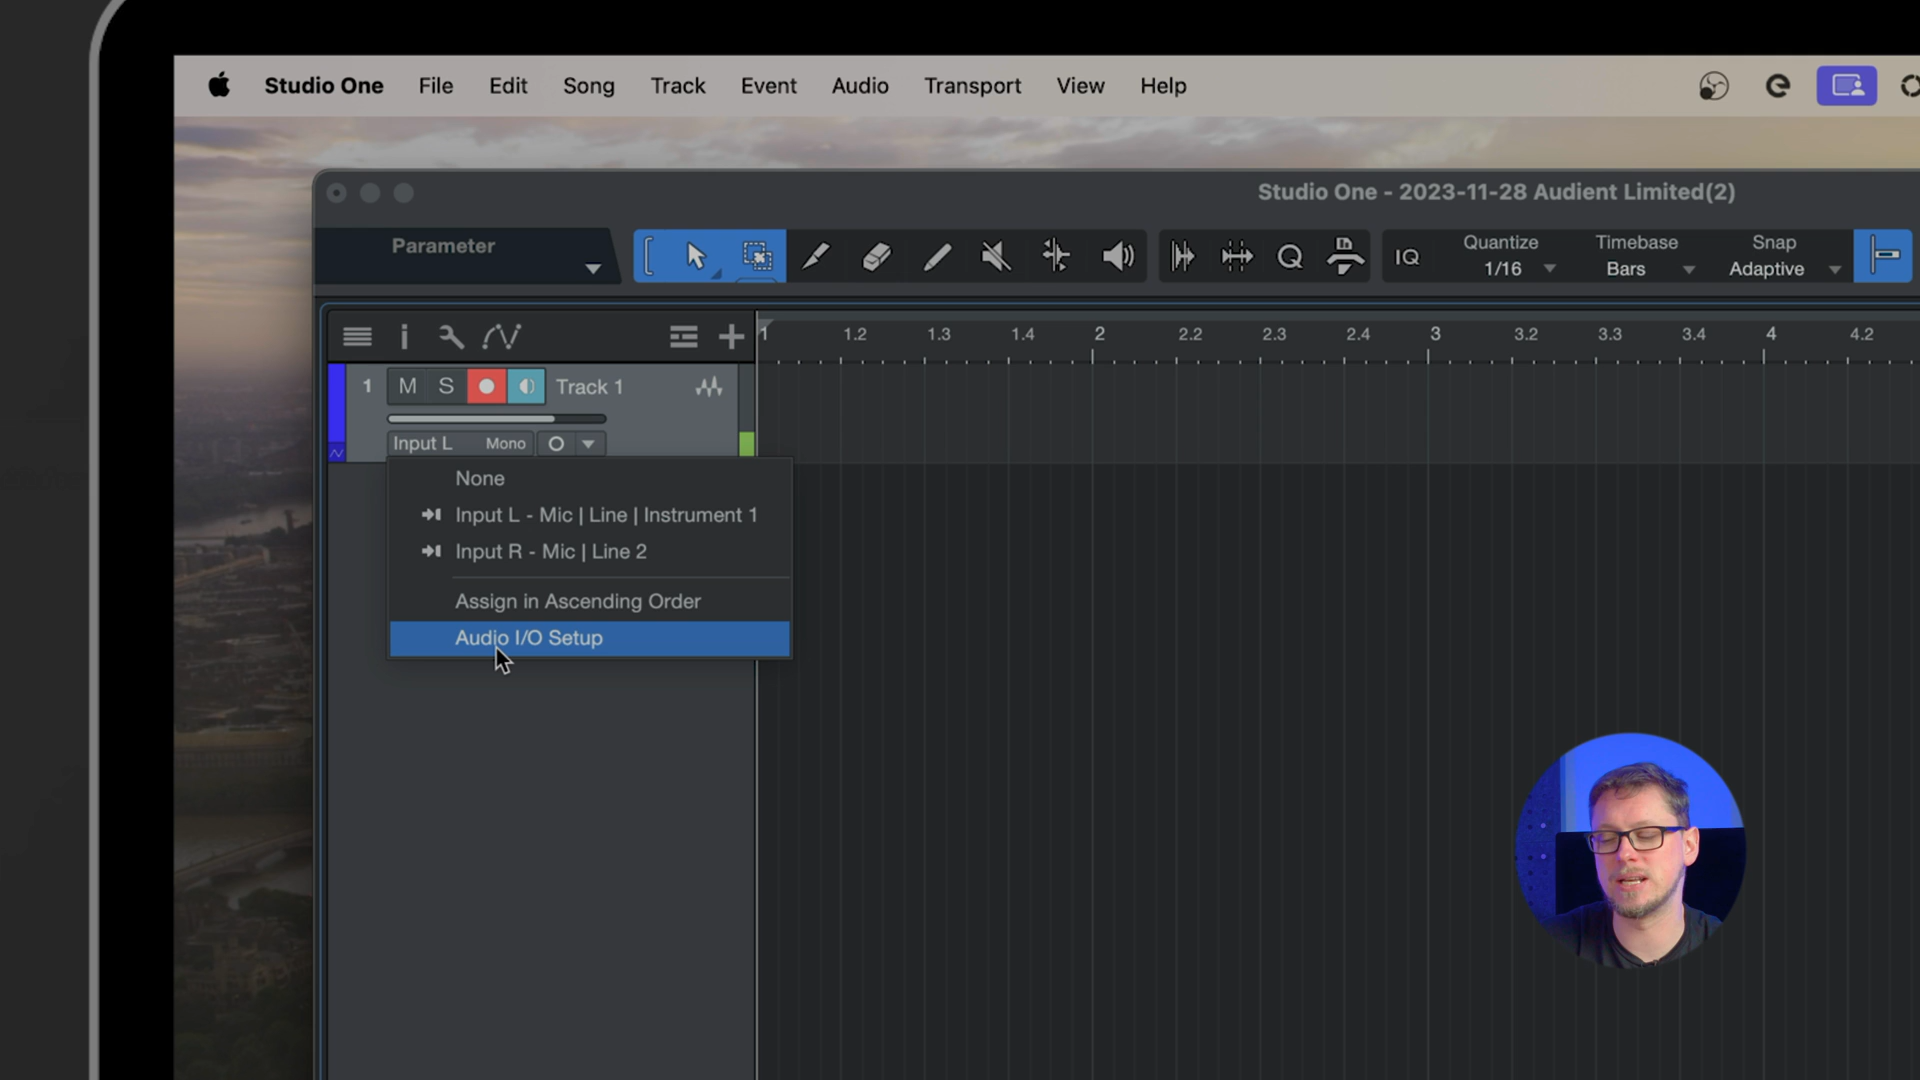 Studio One File Edit Song Track Event Audio Transport View Help
Studio One - 2023-11-28 Audient Limited(2)
Parameter
IQ
Quantize
1/16
Timebase
Bars
Snap
Adaptive
1 1.2 1.3 1.4 2 2.2 2.3 2.4 3 3.2 3.3 3.4 4 4.2
1 M S Track 1
Input L Mono
None
Input L - Mic | Line | Instrument 1
Input R - Mic | Line 2
Assign in Ascending Order
Audio I/O Setup